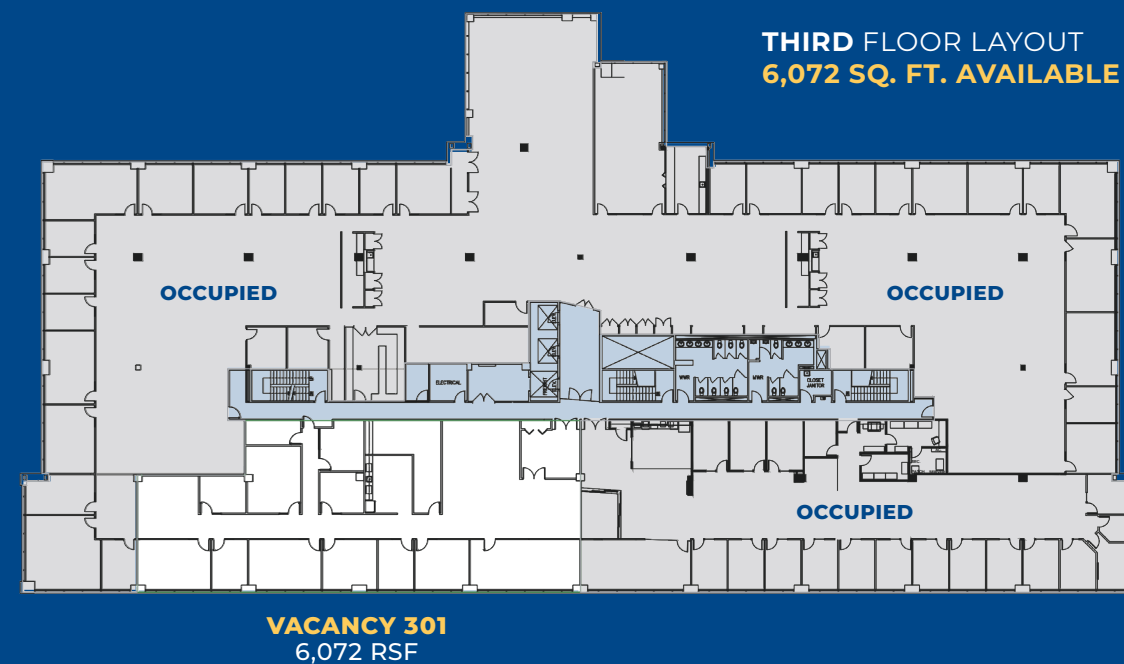 THIRD FLOOR LAYOUT
6,072 SQ. FT. AVAILABLE
OCCUPIED
OCCUPIED
ELECTRICAL
CLOSET
JANITOR
OCCUPIED
VACANCY 301
6,072 RSF